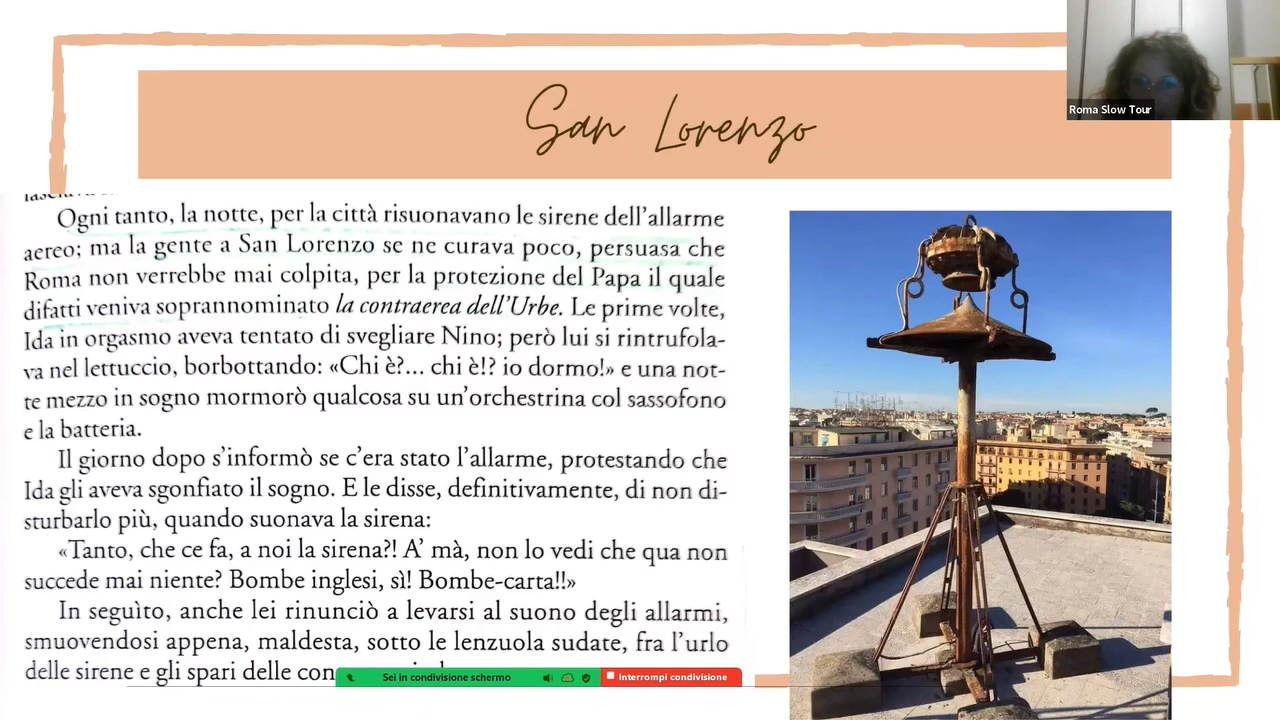 San Lorenzo
Roma Slow Tour
Ogni tanto, la notte, per la città risuonavano le sirene dell'allarme
aereo; ma la gente a San Lorenzo se ne curava poco, persuasa che
Roma non verrebbe mai colpita, per la protezione del Papa il quale
difatti veniva soprannominato la contraerea dell'Urbe. Le prime volte,
Ida in orgasmo aveva tentato di svegliare Nino; però lui si rintrufola-
va nel lettuccio, borbottando: «Chi è?... chi è!? io dormo!» e una not-
te mezzo in sogno mormorò qualcosa su un'orchestrina col sassofono
e la batteria.
Il giorno dopo s'informò se c'era stato l'allarme, protestando che
Ida gli aveva sgonfiato il sogno. E le disse, definitivamente, di non di-
sturbarlo più, quando suonava la sirena:
«Tanto, che ce fa, a noi la sirena?! A' mà, non lo vedi che qua non
succede mai niente? Bombe inglesi, sì! Bombe-carta!!»
In seguìto, anche lei rinunciò a levarsi al suono degli allarmi,
smuovendosi appena, maldesta, sotto le lenzuola sudate, fra l'urlo
delle sirene e gli spari delle
Sei in condivisione schermo
Interrompi condivisione